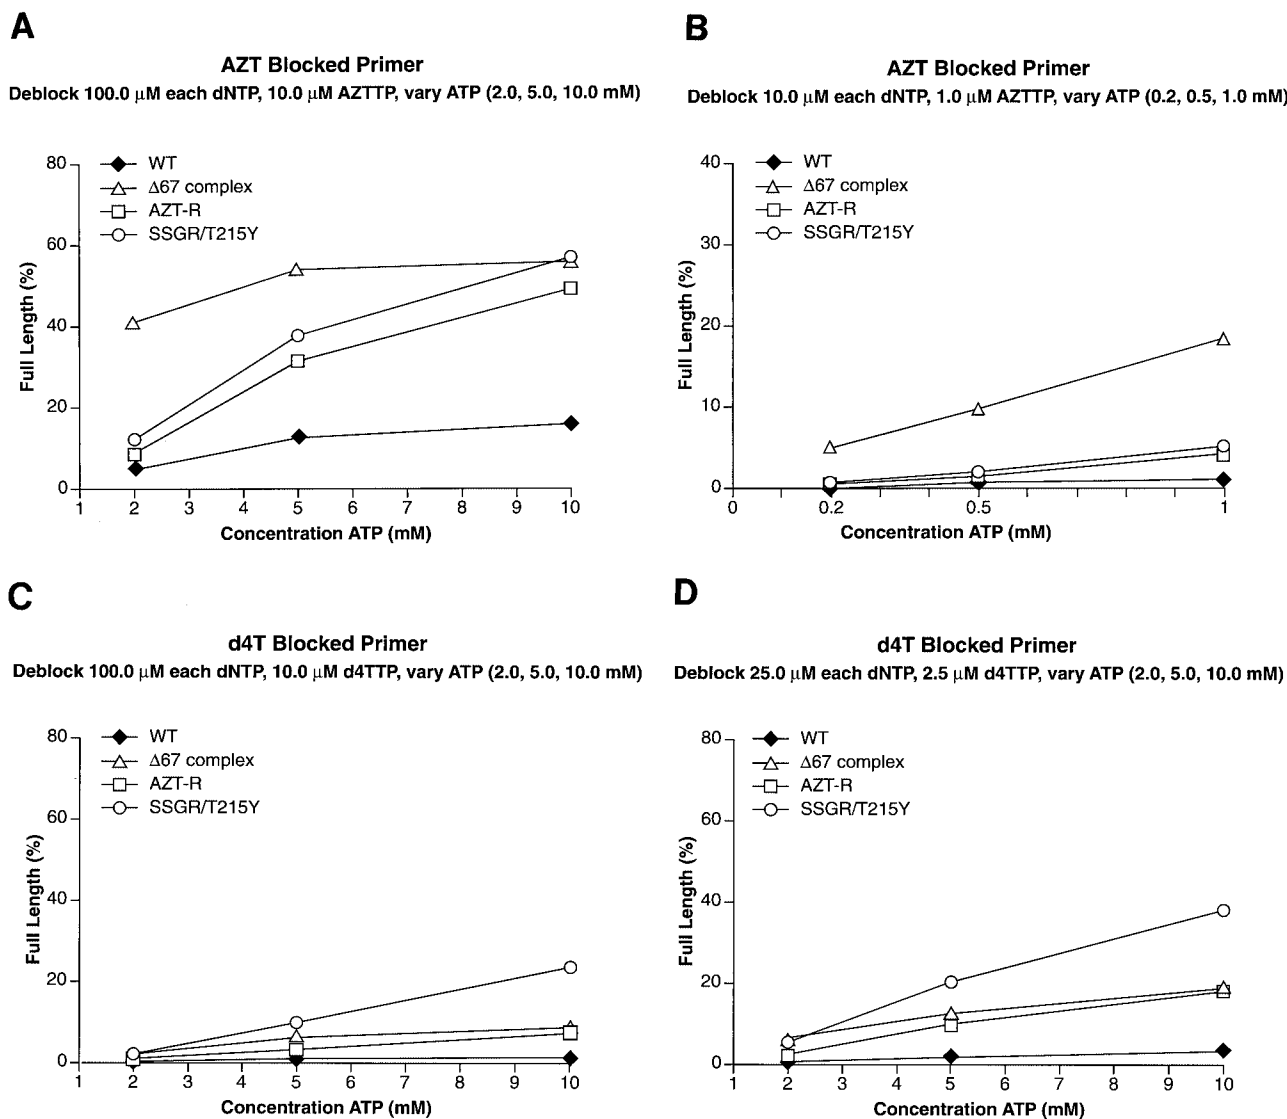 A
AZT Blocked Primer
Deblock 100.0 μM each dNTP, 10.0 μM AZTTP, vary ATP (2.0, 5.0, 10.0 mM)
WT
Δ67 complex
AZT-R
SSGR/T215Y
80
60
40
20
0
Full Length (%)
1 2 3 4 5 6 7 8 9 10
Concentration ATP (mM)
B
AZT Blocked Primer
Deblock 10.0 μM each dNTP, 1.0 μM AZTTP, vary ATP (0.2, 0.5, 1.0 mM)
WT
Δ67 complex
AZT-R
SSGR/T215Y
40
30
20
10
0
Full Length (%)
0 0.2 0.5 1
Concentration ATP (mM)
C
d4T Blocked Primer
Deblock 100.0 μM each dNTP, 10.0 μM d4TTP, vary ATP (2.0, 5.0, 10.0 mM)
WT
Δ67 complex
AZT-R
SSGR/T215Y
80
60
40
20
0
Full Length (%)
1 2 3 4 5 6 7 8 9 10
Concentration ATP (mM)
D
d4T Blocked Primer
Deblock 25.0 μM each dNTP, 2.5 μM d4TTP, vary ATP (2.0, 5.0, 10.0 mM)
WT
Δ67 complex
AZT-R
SSGR/T215Y
80
60
40
20
0
Full Length (%)
1 2 3 4 5 6 7 8 9 10
Concentration ATP (mM)